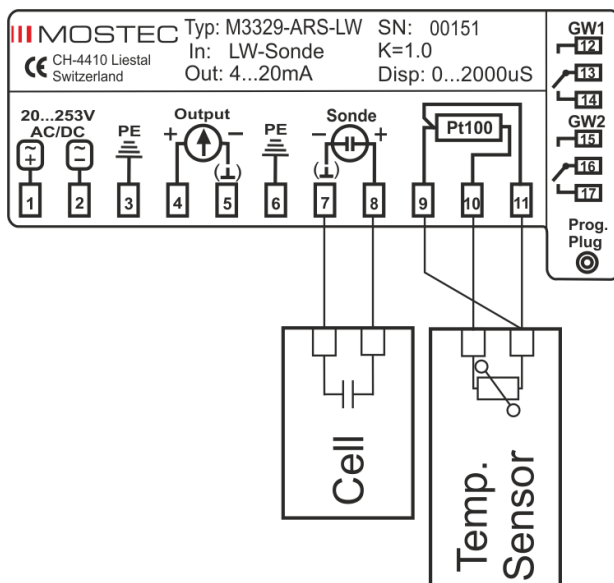 MOSTEC
CE CH-4410 Liestal
Switzerland
Typ: M3329-ARS-LW SN: 00151
In: LW-Sonde K=1.0
Out: 4...20mA Disp: 0...2000uS
20...253V
AC/DC
PE
Output
PE
Sonde
Pt100
+ −
− +
(⊥)
(⊥)
~
+
~
−
1 2 3 4 5 6 7 8 9 10 11
GW1
12
13
14
GW2
15
16
17
Prog.
Plug
Cell
Temp.
Sensor